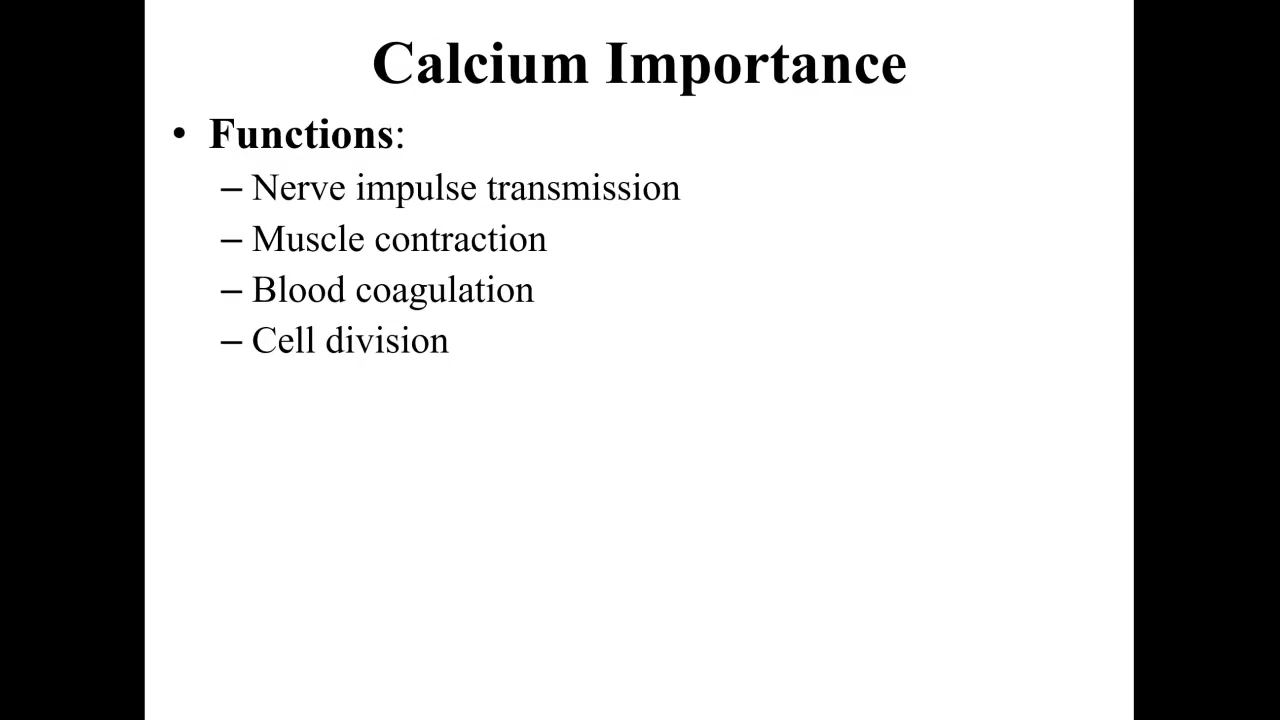 Calcium Importance
• Functions:
– Nerve impulse transmission
– Muscle contraction
– Blood coagulation
– Cell division